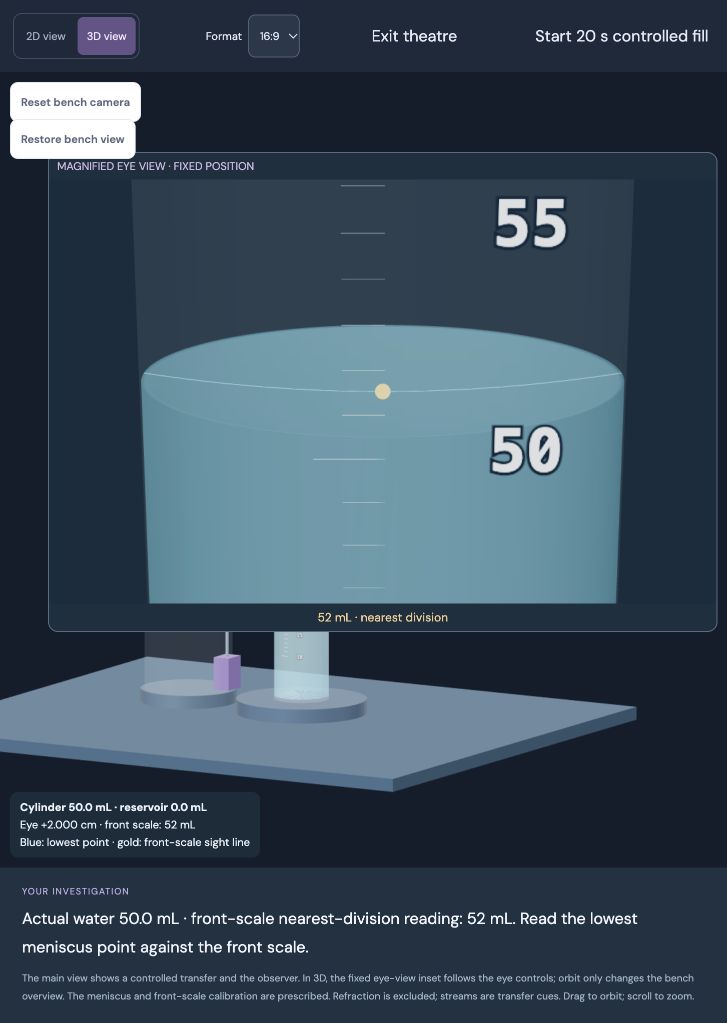 2D view
3D view
Format
16:9
Exit theatre
Start 20 s controlled fill
Reset bench camera
Restore bench view
MAGNIFIED EYE VIEW · FIXED POSITION
55
50
52 mL · nearest division
Cylinder 50.0 mL · reservoir 0.0 mL
Eye +2.000 cm · front scale: 52 mL
Blue: lowest point · gold: front-scale sight line
YOUR INVESTIGATION
Actual water 50.0 mL · front-scale nearest-division reading: 52 mL. Read the lowest
meniscus point against the front scale.
The main view shows a controlled transfer and the observer. In 3D, the fixed eye-view inset follows the eye controls; orbit only changes the bench
overview. The meniscus and front-scale calibration are prescribed. Refraction is excluded; streams are transfer cues. Drag to orbit; scroll to zoom.